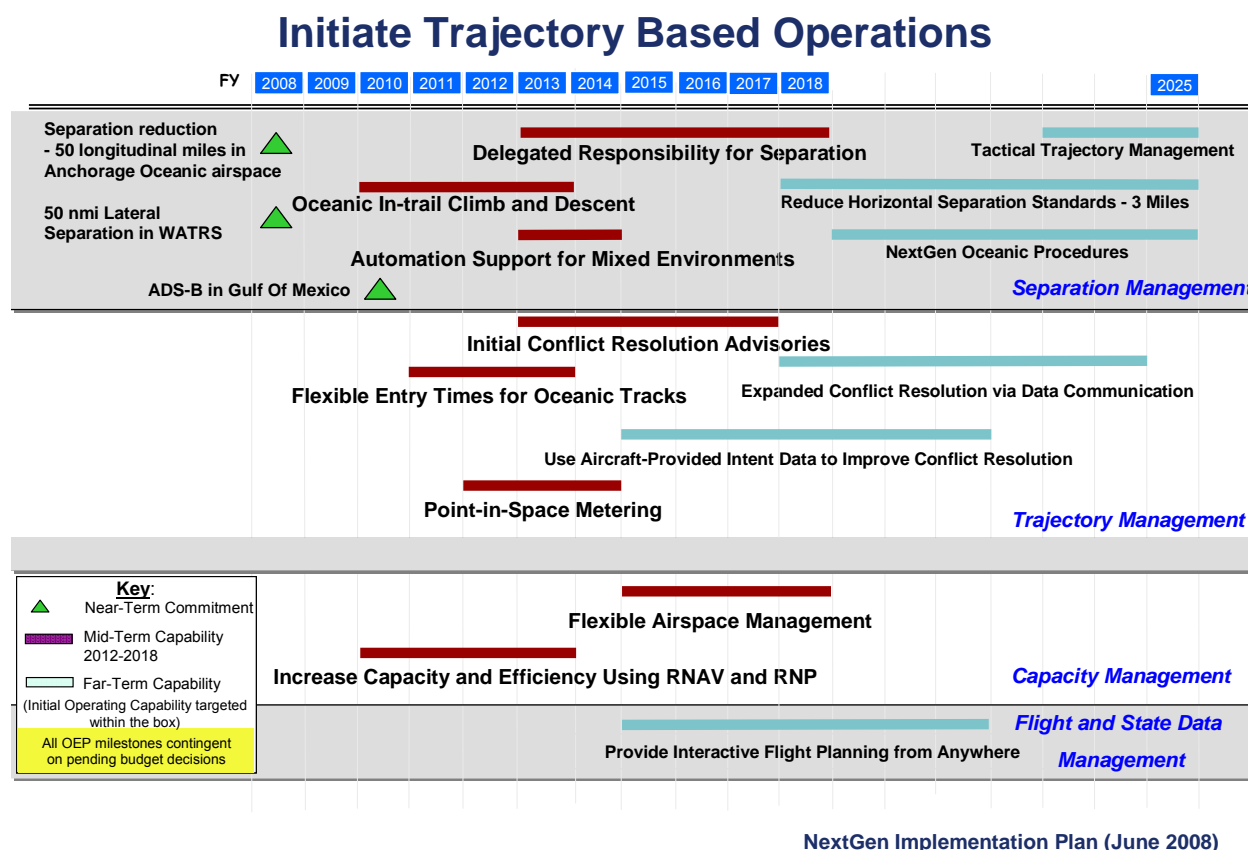 Initiate Trajectory Based Operations
FY 2008 2009 2010 2011 2012 2013 2014 2015 2016 2017 2018 2025
Separation reduction
- 50 longitudinal miles in
Anchorage Oceanic airspace
Delegated Responsibility for Separation
Tactical Trajectory Management
Oceanic In-trail Climb and Descent
Reduce Horizontal Separation Standards - 3 Miles
50 nmi Lateral
Separation in WATRS
Automation Support for Mixed Environments
NextGen Oceanic Procedures
ADS-B in Gulf Of Mexico
Separation Management
Initial Conflict Resolution Advisories
Flexible Entry Times for Oceanic Tracks
Expanded Conflict Resolution via Data Communication
Use Aircraft-Provided Intent Data to Improve Conflict Resolution
Point-in-Space Metering
Trajectory Management
Key:
Near-Term Commitment
Mid-Term Capability
2012-2018
Far-Term Capability
(Initial Operating Capability targeted
within the box)
All OEP milestones contingent
on pending budget decisions
Flexible Airspace Management
Increase Capacity and Efficiency Using RNAV and RNP
Capacity Management
Provide Interactive Flight Planning from Anywhere
Flight and State Data
Management
NextGen Implementation Plan (June 2008)